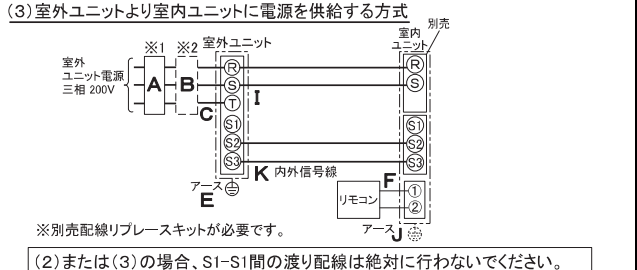 (3)室外ユニットより室内ユニットに電源を供給する方式
別売
※1 ※2 室外ユニット 室内
ユニット
室外
ユニット電源
三相 200V
A B
R S T
C
I
R S
S1 S2 S3
S1 S2 S3
K 内外信号線
F
アース
E
リモコン
① ②
アース J
※別売配線リプレースキットが必要です。
(2)または(3)の場合、S1-S1間の渡り配線は絶対に行わないでください。